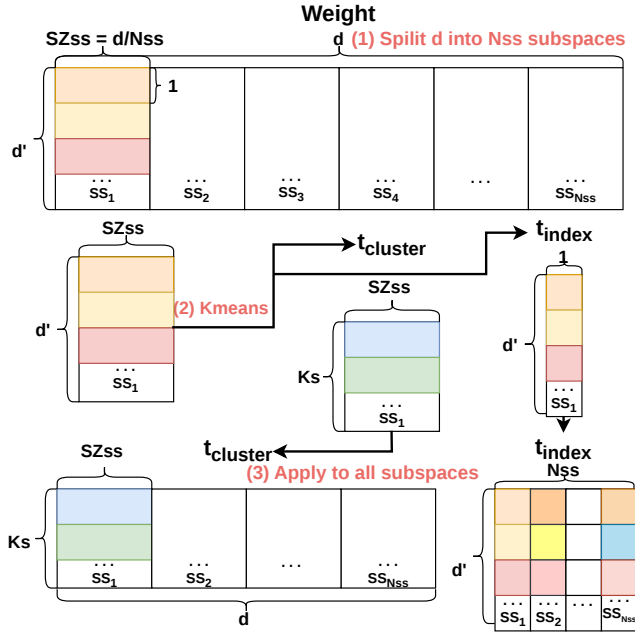 Weight
SZss = d/Nss
d (1) Spilit d into Nss subspaces
1
d'
... ... ... ... ... ...
SS1 SS2 SS3 SS4 SSNss
SZss
tcluster
tindex
1
(2) Kmeans
d'
...
SS1
SZss
Ks
...
SS1
d'
...
SS1
tcluster
(3) Apply to all subspaces
SZss
Ks
... ... ... ...
SS1 SS2 SSNss
d
tindex
Nss
d'
... ... ... ...
SS1 SS2 SSNss